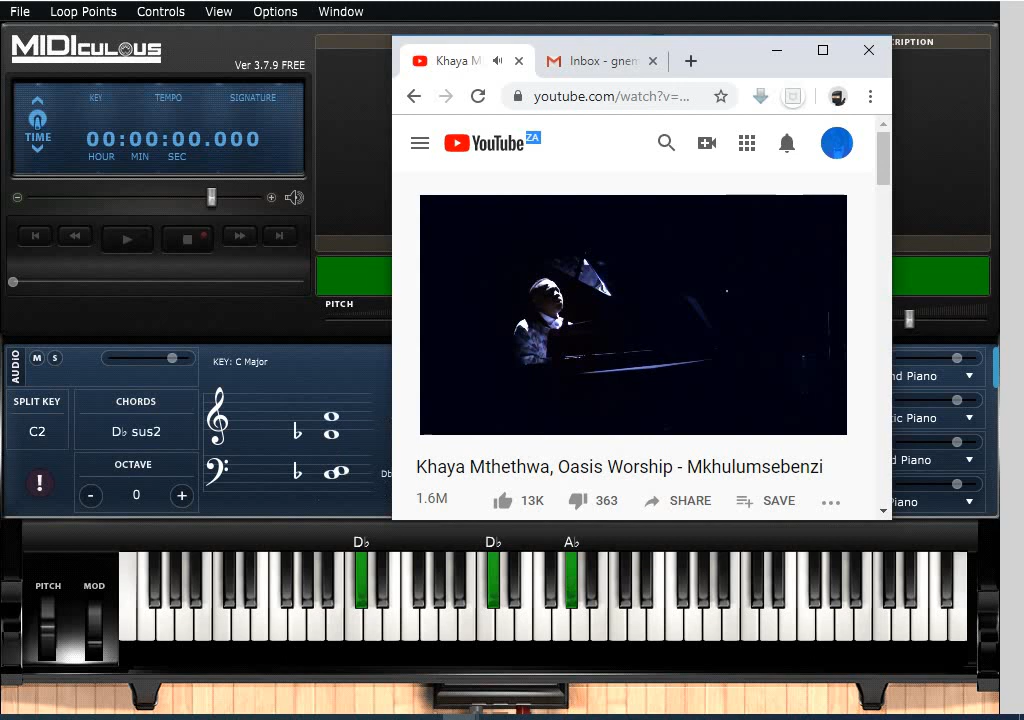 File Loop Points Controls View Options Window
MIDIculous
Ver 3.7.9 FREE
KEY TEMPO SIGNATURE
TIME
00:00:00.000
HOUR MIN SEC
RIPTION
PITCH
Khaya M
Inbox - gnem
youtube.com/watch?v=...
YouTube ZA
Khaya Mthethwa, Oasis Worship - Mkhulumsebenzi
1.6M 13K 363 SHARE SAVE
AUDIO
M S
KEY: C Major
SPLIT KEY
C2
CHORDS
D♭ sus2
OCTAVE
- 0 +
!
Db
nd Piano
ic Piano
d Piano
Piano
D♭ D♭ A♭
PITCH MOD